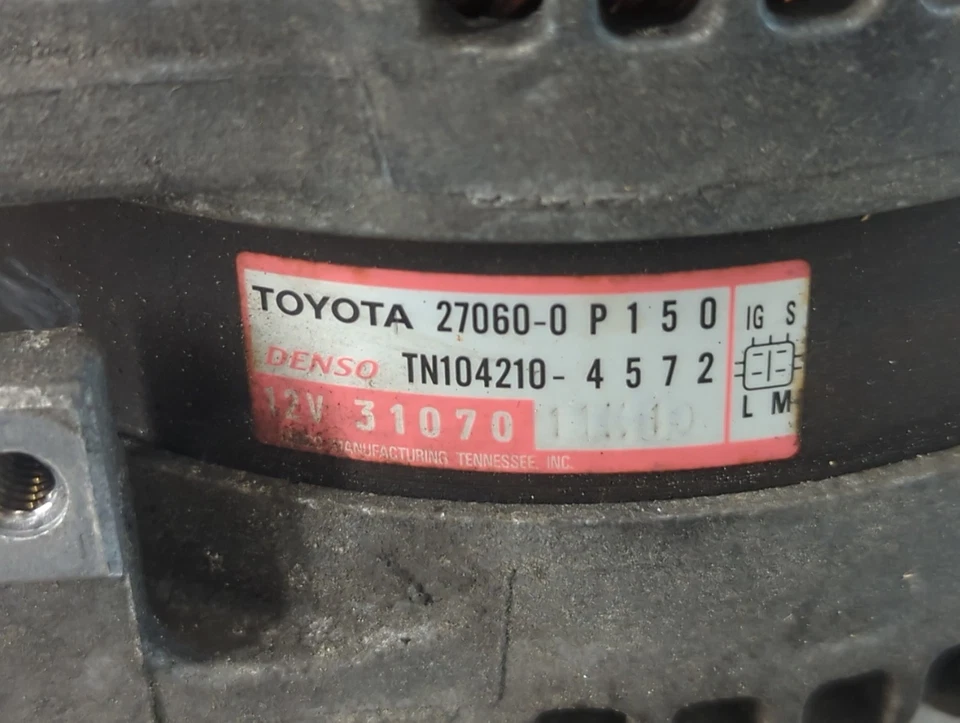 TOYOTA 27060-0P150
DENSO TN104210-4572
12V 31070
MANUFACTURING TENNESSEE, INC.
IG S
L M